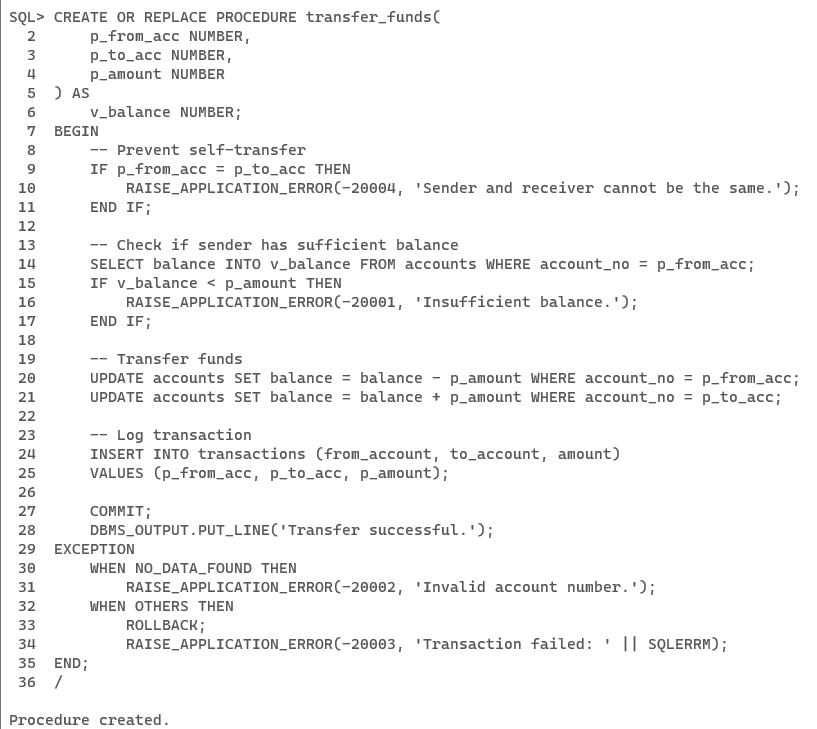 SQL> CREATE OR REPLACE PROCEDURE transfer_funds(
  2      p_from_acc NUMBER,
  3      p_to_acc NUMBER,
  4      p_amount NUMBER
  5  ) AS
  6      v_balance NUMBER;
  7  BEGIN
  8      -- Prevent self-transfer
  9      IF p_from_acc = p_to_acc THEN
 10          RAISE_APPLICATION_ERROR(-20004, 'Sender and receiver cannot be the same.');
 11      END IF;
 12
 13      -- Check if sender has sufficient balance
 14      SELECT balance INTO v_balance FROM accounts WHERE account_no = p_from_acc;
 15      IF v_balance < p_amount THEN
 16          RAISE_APPLICATION_ERROR(-20001, 'Insufficient balance.');
 17      END IF;
 18
 19      -- Transfer funds
 20      UPDATE accounts SET balance = balance - p_amount WHERE account_no = p_from_acc;
 21      UPDATE accounts SET balance = balance + p_amount WHERE account_no = p_to_acc;
 22
 23      -- Log transaction
 24      INSERT INTO transactions (from_account, to_account, amount)
 25      VALUES (p_from_acc, p_to_acc, p_amount);
 26
 27      COMMIT;
 28      DBMS_OUTPUT.PUT_LINE('Transfer successful.');
 29  EXCEPTION
 30      WHEN NO_DATA_FOUND THEN
 31          RAISE_APPLICATION_ERROR(-20002, 'Invalid account number.');
 32      WHEN OTHERS THEN
 33          ROLLBACK;
 34          RAISE_APPLICATION_ERROR(-20003, 'Transaction failed: ' || SQLERRM);
 35  END;
 36  /

Procedure created.